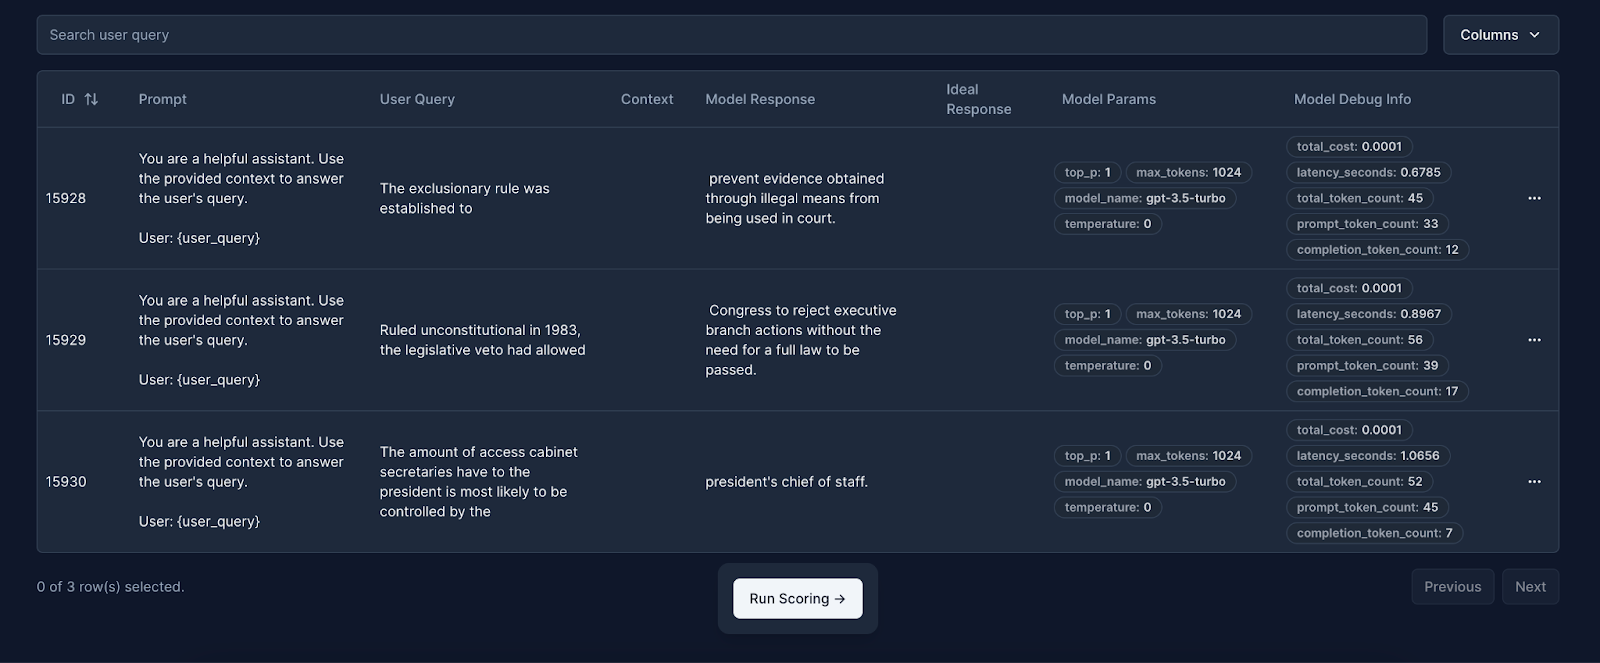 Search user query
Columns
ID
Prompt
User Query
Context
Model Response
Ideal
Response
Model Params
Model Debug Info
15928
You are a helpful assistant. Use
the provided context to answer
the user's query.
User: {user_query}
The exclusionary rule was
established to
prevent evidence obtained
through illegal means from
being used in court.
top_p: 1
max_tokens: 1024
model_name: gpt-3.5-turbo
temperature: 0
total_cost: 0.0001
latency_seconds: 0.6785
total_token_count: 45
prompt_token_count: 33
completion_token_count: 12
15929
You are a helpful assistant. Use
the provided context to answer
the user's query.
User: {user_query}
Ruled unconstitutional in 1983,
the legislative veto had allowed
Congress to reject executive
branch actions without the
need for a full law to be
passed.
top_p: 1
max_tokens: 1024
model_name: gpt-3.5-turbo
temperature: 0
total_cost: 0.0001
latency_seconds: 0.8967
total_token_count: 56
prompt_token_count: 39
completion_token_count: 17
15930
You are a helpful assistant. Use
the provided context to answer
the user's query.
User: {user_query}
The amount of access cabinet
secretaries have to the
president is most likely to be
controlled by the
president's chief of staff.
top_p: 1
max_tokens: 1024
model_name: gpt-3.5-turbo
temperature: 0
total_cost: 0.0001
latency_seconds: 1.0656
total_token_count: 52
prompt_token_count: 45
completion_token_count: 7
0 of 3 row(s) selected.
Run Scoring →
Previous
Next